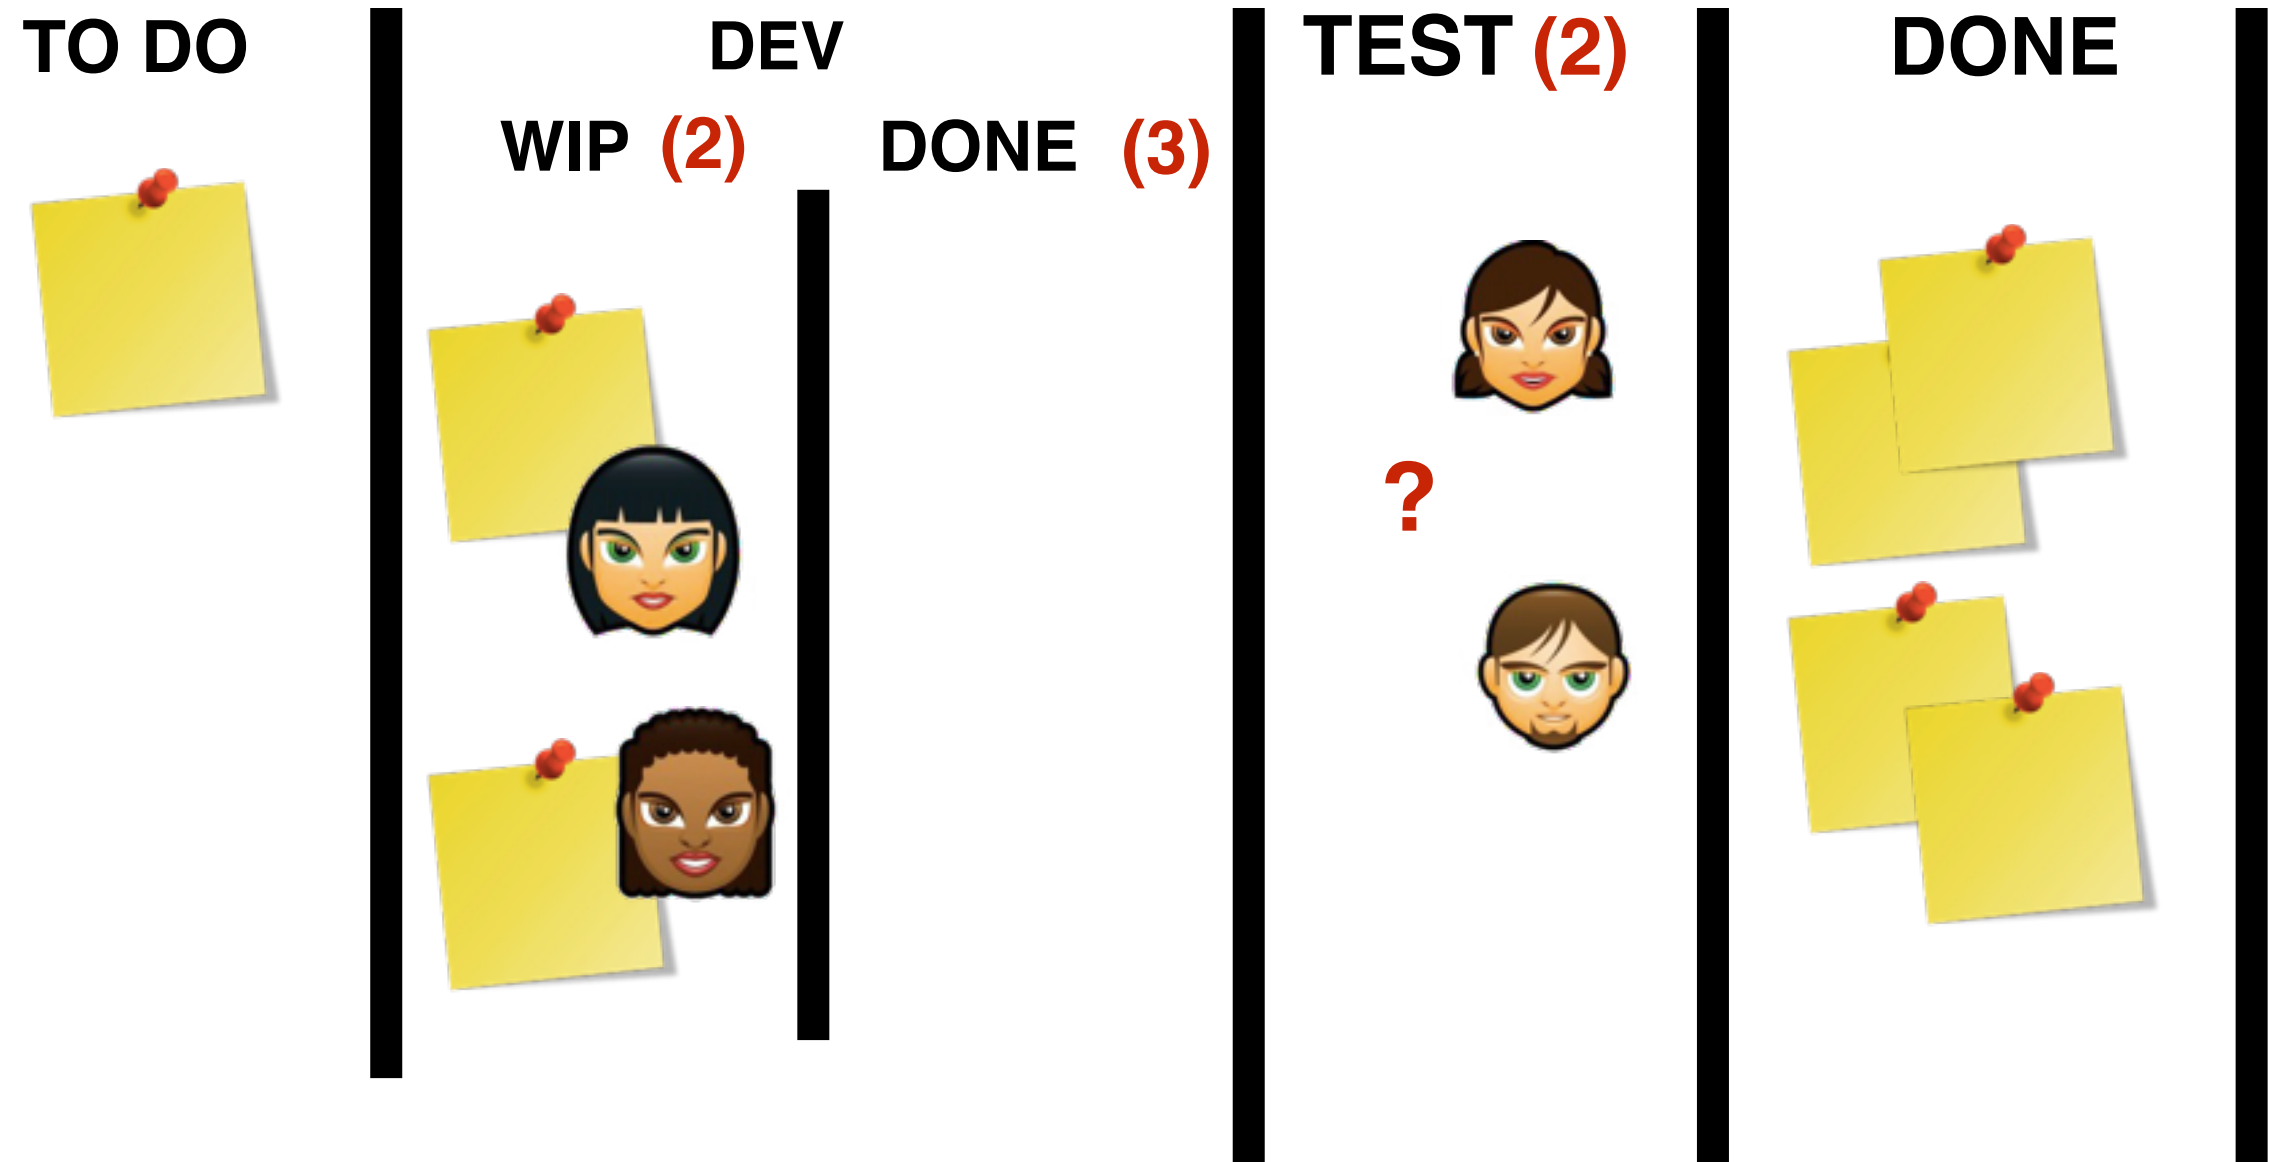 TO DO
DEV
WIP (2)
DONE (3)
TEST (2)
?
DONE